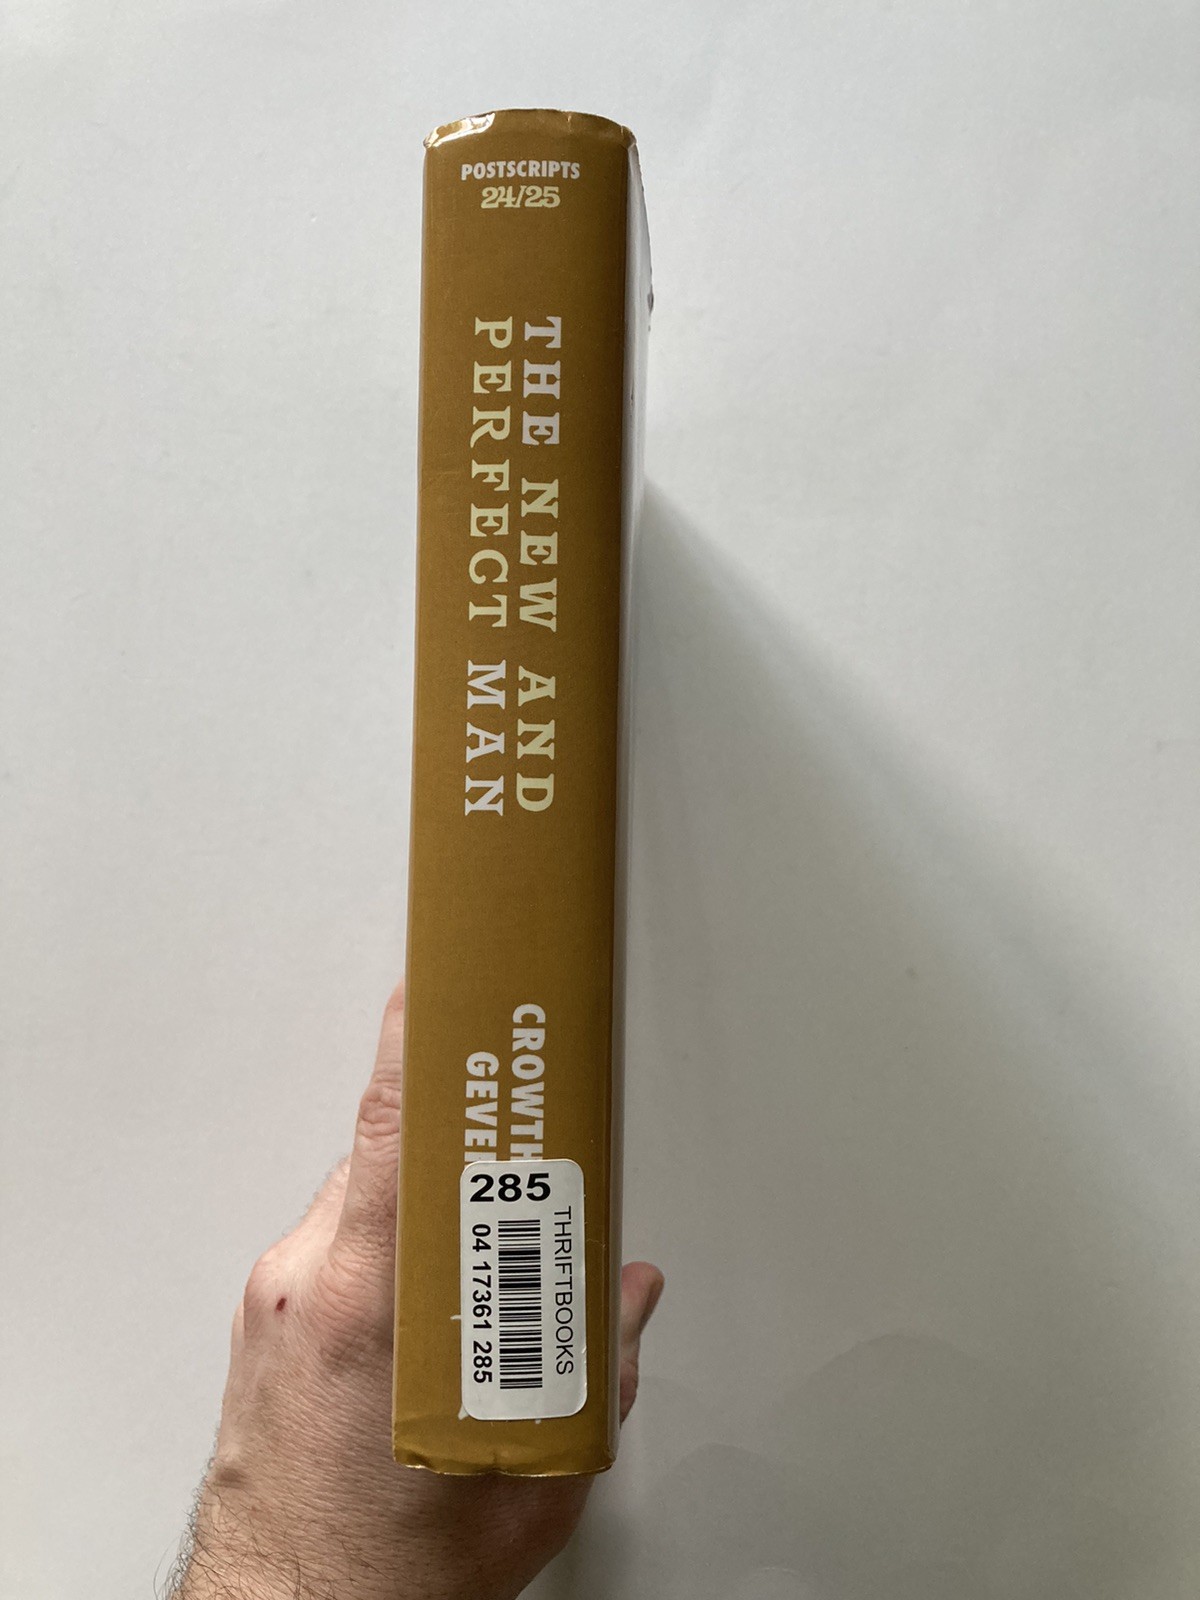 POSTSCRIPTS
24/25
THE NEW AND
PERFECT MAN
285
THRIFTBOOKS
04 17361 285